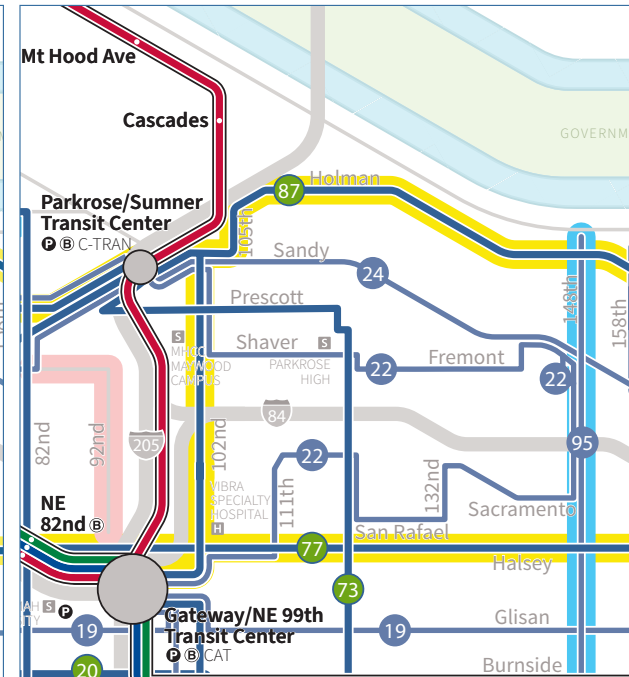 Mt Hood Ave
Cascades
GOVERNM
Parkrose/Sumner
Transit Center
P B C-TRAN
87
Holman
105th
Sandy
24
148th
158th
Prescott
S
MHCC
MAYWOOD
CAMPUS
Shaver S
PARKROSE
HIGH
22
Fremont
22
84
82nd
92nd
205
102nd
22
95
111th
132nd
VIBRA
SPECIALTY
HOSPITAL
H
Sacramento
NE
82nd B
San Rafael
77
Halsey
73
AH S P
TY
Gateway/NE 99th
Transit Center
P B CAT
19
19
Glisan
20
Burnside